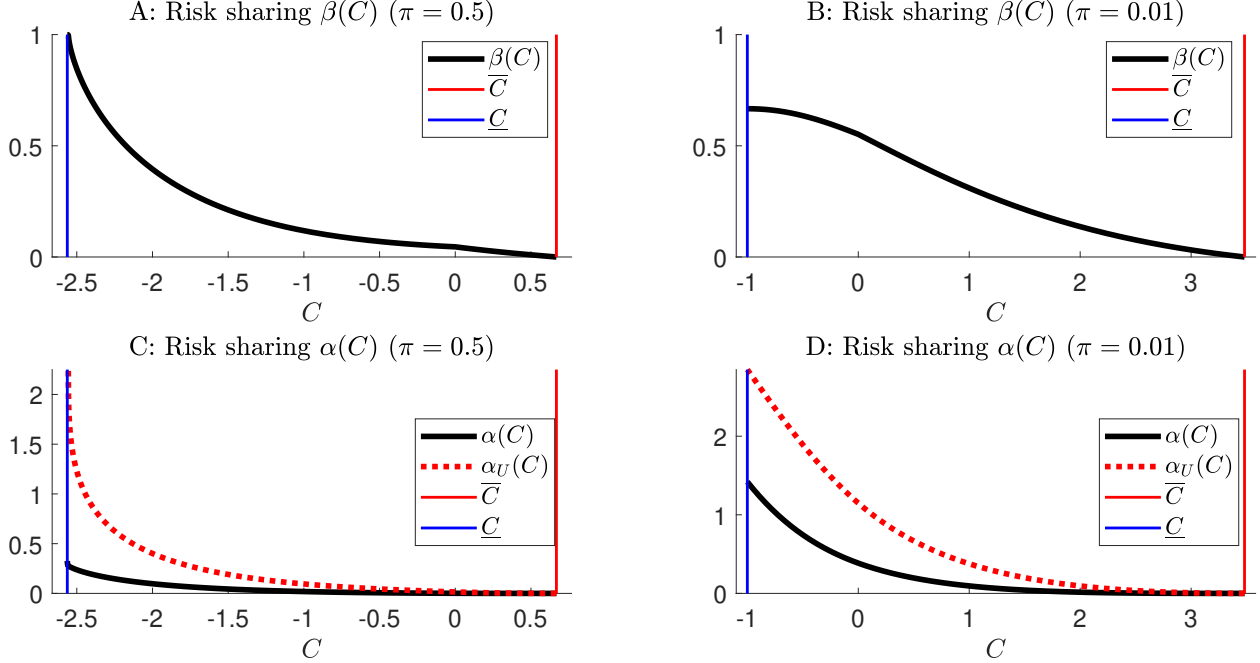 A: Risk sharing β(C) (π = 0.5)
1
0.5
0
-2.5 -2 -1.5 -1 -0.5 0 0.5
C
β(C)
C̅
C̲
B: Risk sharing β(C) (π = 0.01)
1
0.5
0
-1 0 1 2 3
C
β(C)
C̅
C̲
C: Risk sharing α(C) (π = 0.5)
2
1.5
1
0.5
0
-2.5 -2 -1.5 -1 -0.5 0 0.5
C
α(C)
α_U(C)
C̅
C̲
D: Risk sharing α(C) (π = 0.01)
2
1
0
-1 0 1 2 3
C
α(C)
α_U(C)
C̅
C̲